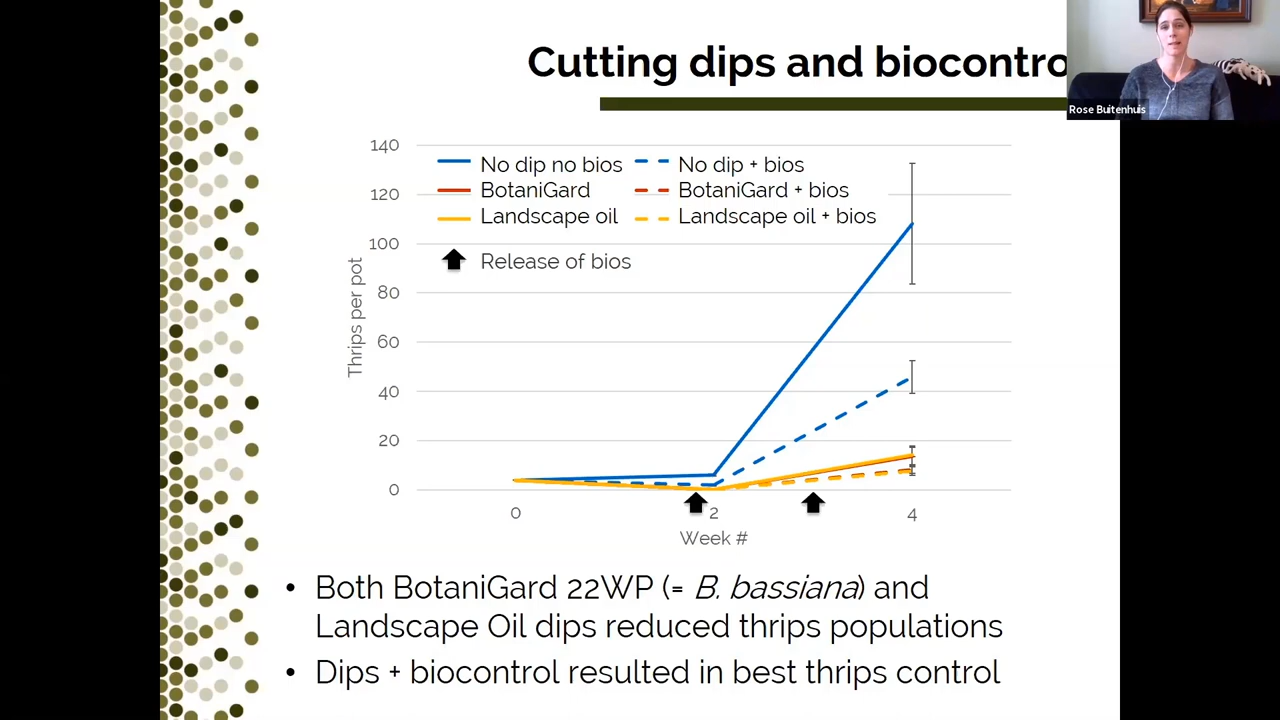 Cutting dips and biocontro
Rose Buitenhuis
140
120
100
80
60
40
20
0
Thrips per pot
No dip no bios
No dip + bios
BotaniGard
BotaniGard + bios
Landscape oil
Landscape oil + bios
Release of bios
0
2
4
Week #
• Both BotaniGard 22WP (= B. bassiana) and
Landscape Oil dips reduced thrips populations
• Dips + biocontrol resulted in best thrips control